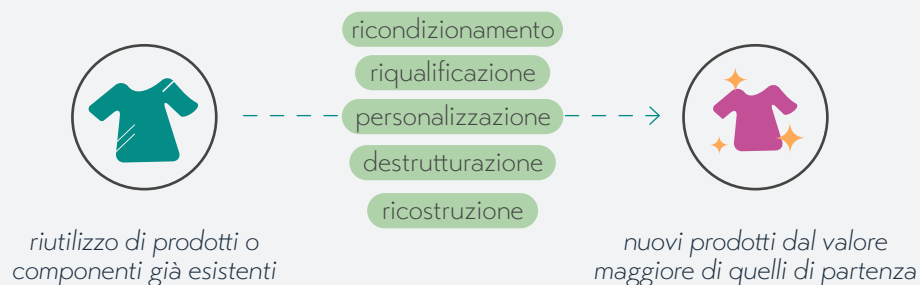 ricondizionamento
riqualificazione
personalizzazione
destrutturazione
ricostruzione
riutilizzo di prodotti o
componenti già esistenti
nuovi prodotti dal valore
maggiore di quelli di partenza